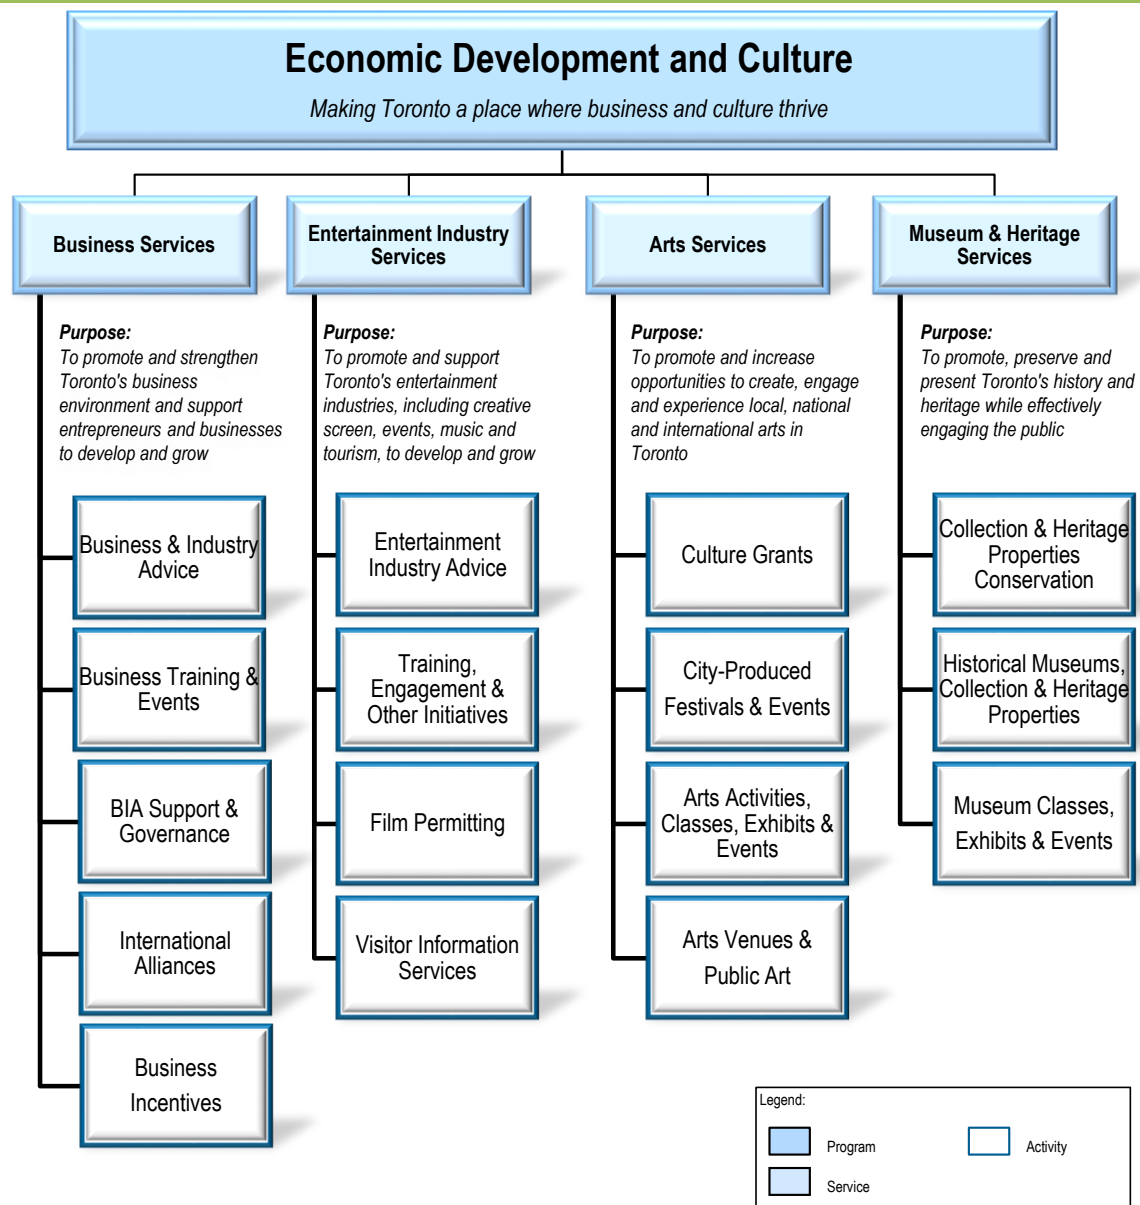 Economic Development and Culture
Making Toronto a place where business and culture thrive
Business Services
Entertainment Industry
Services
Arts Services
Museum & Heritage
Services
Purpose:
To promote and strengthen
Toronto's business
environment and support
entrepreneurs and businesses
to develop and grow
Purpose:
To promote and support
Toronto's entertainment
industries, including creative
screen, events, music and
tourism, to develop and grow
Purpose:
To promote and increase
opportunities to create, engage
and experience local, national
and international arts in
Toronto
Purpose:
To promote, preserve and
present Toronto's history and
heritage while effectively
engaging the public
Business & Industry
Advice
Business Training &
Events
BIA Support &
Governance
International
Alliances
Business
Incentives
Entertainment
Industry Advice
Training,
Engagement &
Other Initiatives
Film Permitting
Visitor Information
Services
Culture Grants
City-Produced
Festivals & Events
Arts Activities,
Classes, Exhibits &
Events
Arts Venues &
Public Art
Collection & Heritage
Properties
Conservation
Historical Museums,
Collection & Heritage
Properties
Museum Classes,
Exhibits & Events
Legend:
Program
Activity
Service